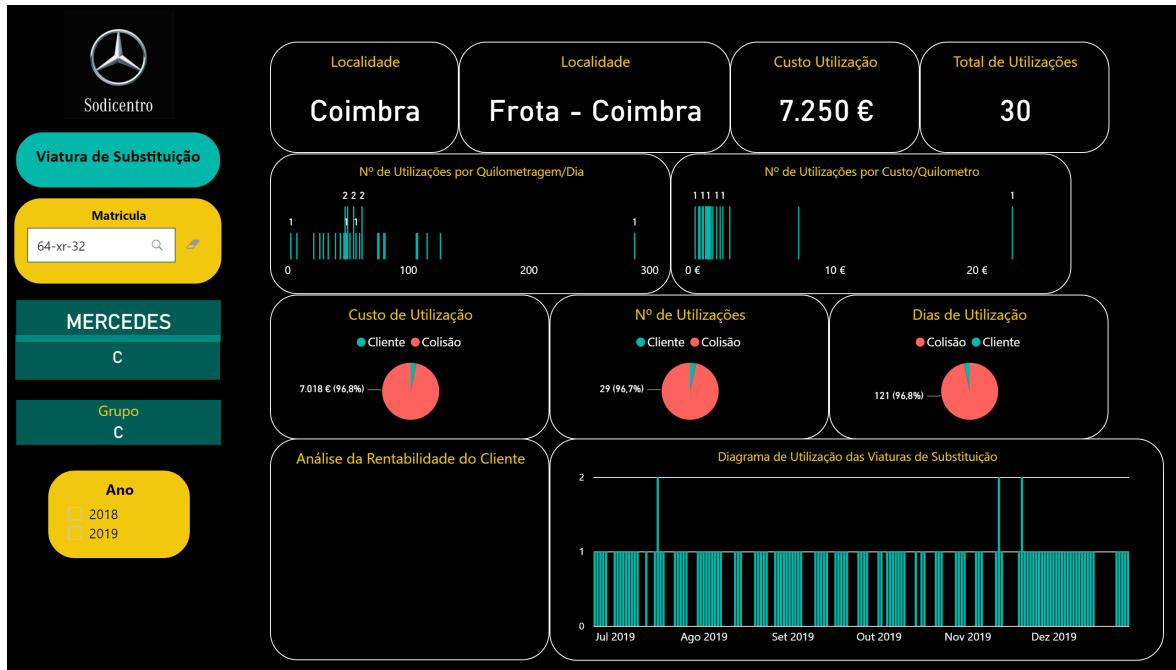 Sodicentro
Viatura de Substituição
Matricula
64-xr-32
MERCEDES
C
Grupo
C
Ano
2018
2019
Localidade
Coimbra
Localidade
Frota - Coimbra
Custo Utilização
7.250 €
Total de Utilizações
30
Nº de Utilizações por Quilometragem/Dia
2 2 2
1 1 1 1
0 100 200 300
Nº de Utilizações por Custo/Quilometro
1 1 1 1 1 1
0 € 10 € 20 €
Custo de Utilização
Cliente Colisão
7.018 € (96,8%)
Nº de Utilizações
Cliente Colisão
29 (96,7%)
Dias de Utilização
Colisão Cliente
121 (96,8%)
Análise da Rentabilidade do Cliente
Diagrama de Utilização das Viaturas de Substituição
2
1
0
Jul 2019 Ago 2019 Set 2019 Out 2019 Nov 2019 Dez 2019